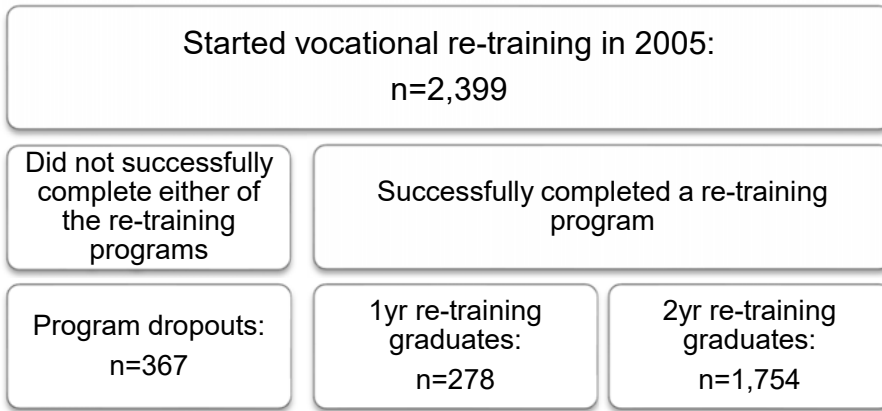 Started vocational re-training in 2005:
n=2,399
Did not successfully
complete either of
the re-training
programs
Successfully completed a re-training
program
Program dropouts:
n=367
1yr re-training
graduates:
n=278
2yr re-training
graduates:
n=1,754